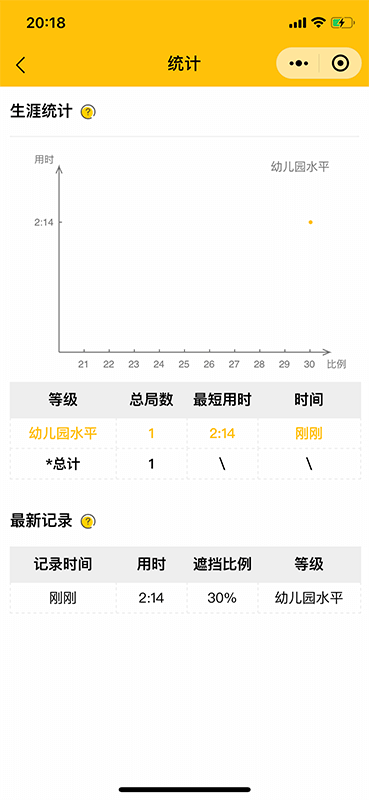 20:18
统计
生涯统计 ?
用时
幼儿园水平
2:14
21 22 23 24 25 26 27 28 29 30 比例
等级 总局数 最短用时 时间
幼儿园水平 1 2:14 刚刚
*总计 1 \ \
最新记录 ?
记录时间 用时 遮挡比例 等级
刚刚 2:14 30% 幼儿园水平